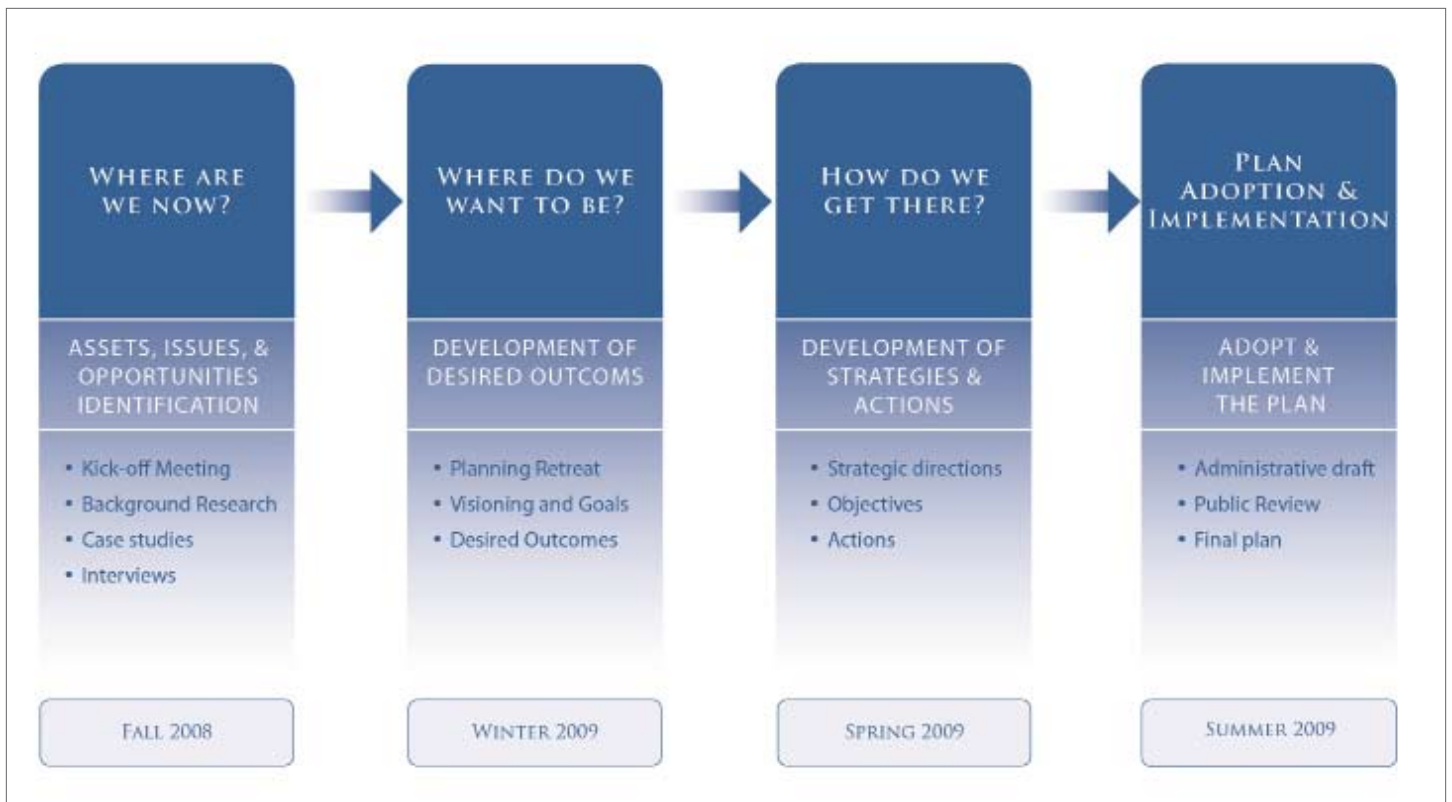 WHERE ARE
WE NOW?
ASSETS, ISSUES, &
OPPORTUNITIES
IDENTIFICATION
• Kick-off Meeting
• Background Research
• Case studies
• Interviews
FALL 2008
WHERE DO WE
WANT TO BE?
DEVELOPMENT OF
DESIRED OUTCOMS
• Planning Retreat
• Visioning and Goals
• Desired Outcomes
WINTER 2009
HOW DO WE
GET THERE?
DEVELOPMENT OF
STRATEGIES &
ACTIONS
• Strategic directions
• Objectives
• Actions
SPRING 2009
PLAN
ADOPTION &
IMPLEMENTATION
ADOPT &
IMPLEMENT
THE PLAN
• Administrative draft
• Public Review
• Final plan
SUMMER 2009